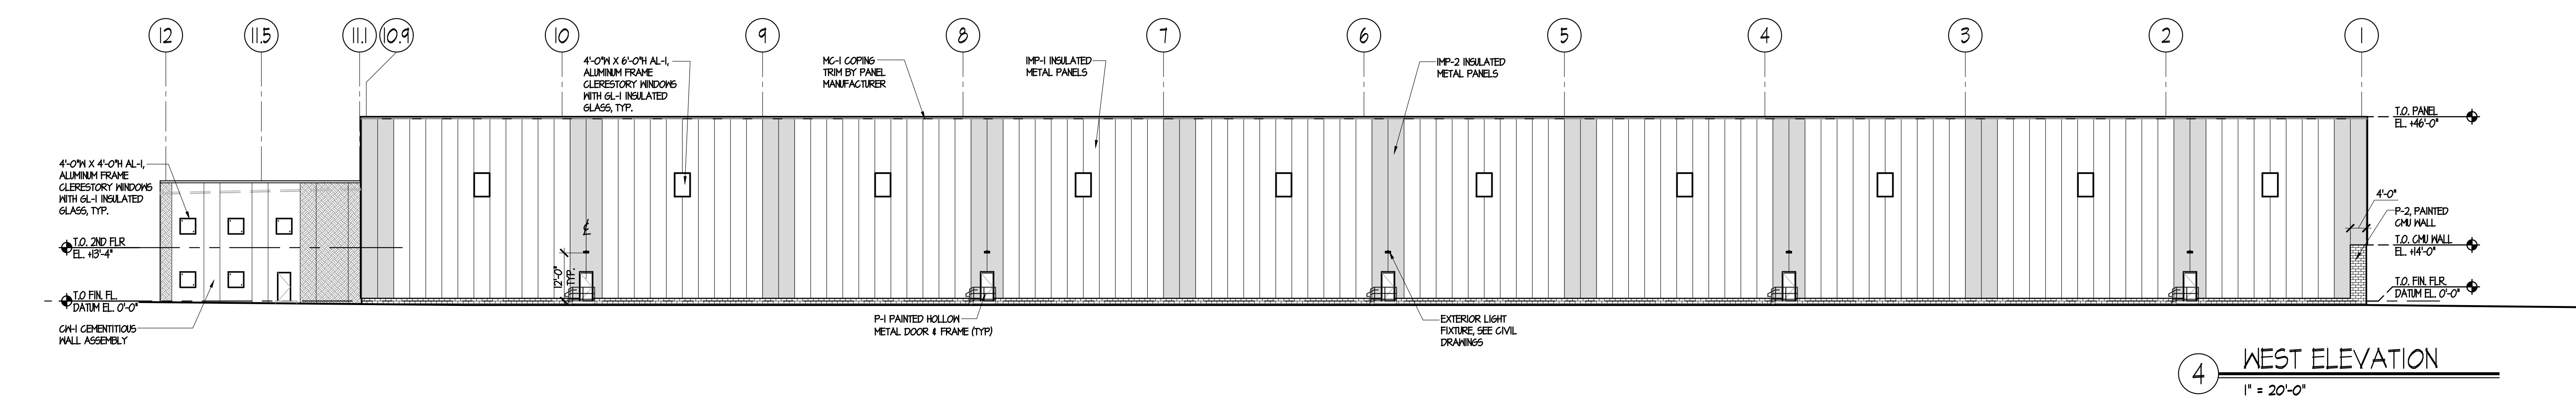 12
11.5
11.1
10.9
10
9
8
7
6
5
4
3
2
1
4'-0"W X 6'-0"H AL-1,
ALUMINUM FRAME
CLERESTORY WINDOWS
WITH GL-1 INSULATED
GLASS, TYP.
MC-1 COPING
TRIM BY PANEL
MANUFACTURER
IMP-1 INSULATED
METAL PANELS
IMP-2 INSULATED
METAL PANELS
T.O. PANEL
EL. +46'-0"
4'-0"W X 4'-0"H AL-1,
ALUMINUM FRAME
CLERESTORY WINDOWS
WITH GL-1 INSULATED
GLASS, TYP.
4'-0"
P-2, PAINTED
CMU WALL
T.O. 2ND FLR
EL. +13'-4"
T.O. CMU WALL
EL. +14'-0"
12'-0"
TYP.
T.O FIN. FL.
DATUM EL. 0'-0"
T.O. FIN. FLR.
DATUM EL. 0'-0"
CW-1 CEMENTITIOUS
WALL ASSEMBLY
P-1 PAINTED HOLLOW
METAL DOOR & FRAME (TYP)
EXTERIOR LIGHT
FIXTURE, SEE CIVIL
DRAWINGS
4
WEST ELEVATION
1" = 20'-0"